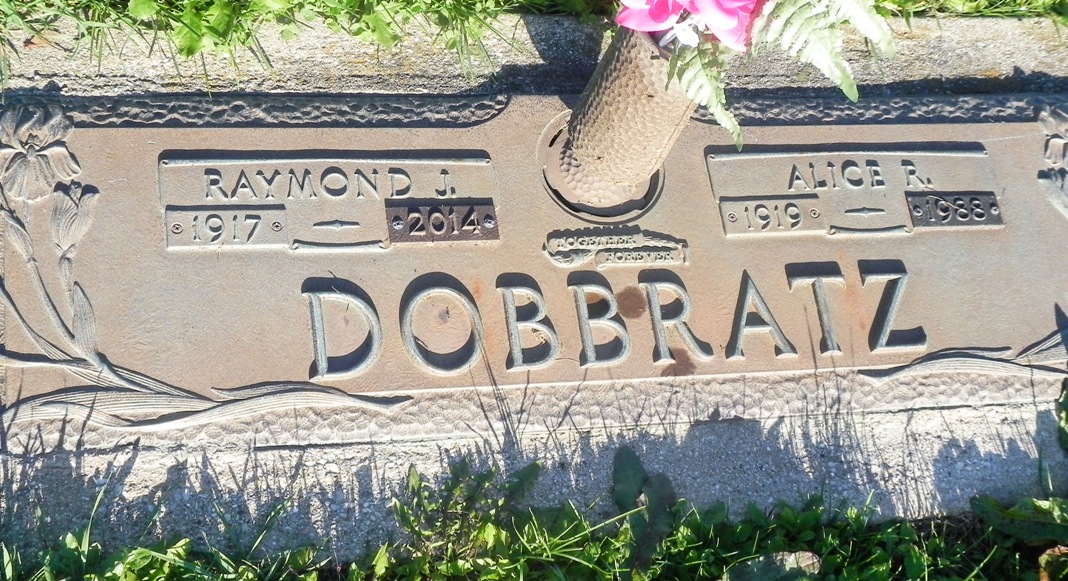 RAYMOND J.
1917 - 2014
ALICE R.
1919 - 1988
TOGETHER
FOREVER
DOBBRATZ